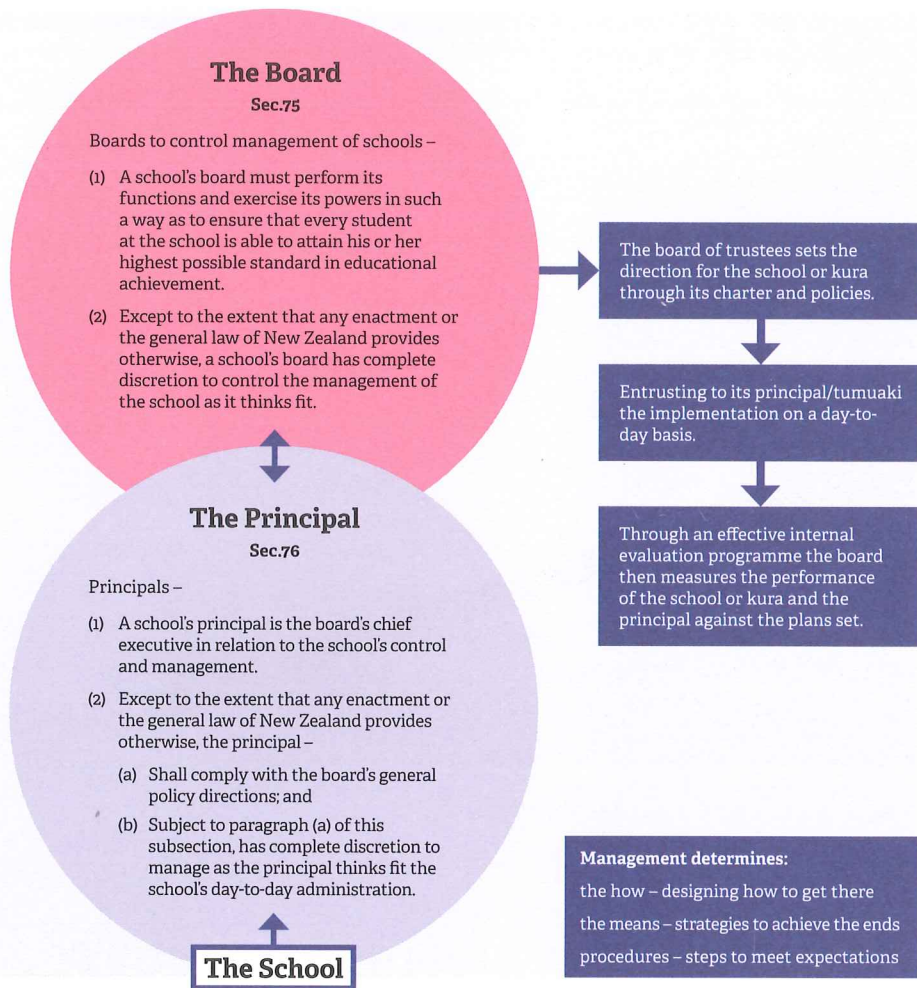 The Board
Sec.75
Boards to control management of schools –
(1) A school's board must perform its
functions and exercise its powers in such
a way as to ensure that every student
at the school is able to attain his or her
highest possible standard in educational
achievement.
(2) Except to the extent that any enactment or
the general law of New Zealand provides
otherwise, a school's board has complete
discretion to control the management of
the school as it thinks fit.
The Principal
Sec.76
Principals –
(1) A school's principal is the board's chief
executive in relation to the school's control
and management.
(2) Except to the extent that any enactment or
the general law of New Zealand provides
otherwise, the principal –
(a) Shall comply with the board's general
policy directions; and
(b) Subject to paragraph (a) of this
subsection, has complete discretion to
manage as the principal thinks fit the
school's day-to-day administration.
The School
The board of trustees sets the
direction for the school or kura
through its charter and policies.
Entrusting to its principal/tumuaki
the implementation on a day-to-
day basis.
Through an effective internal
evaluation programme the board
then measures the performance
of the school or kura and the
principal against the plans set.
Management determines:
the how – designing how to get there
the means – strategies to achieve the ends
procedures – steps to meet expectations